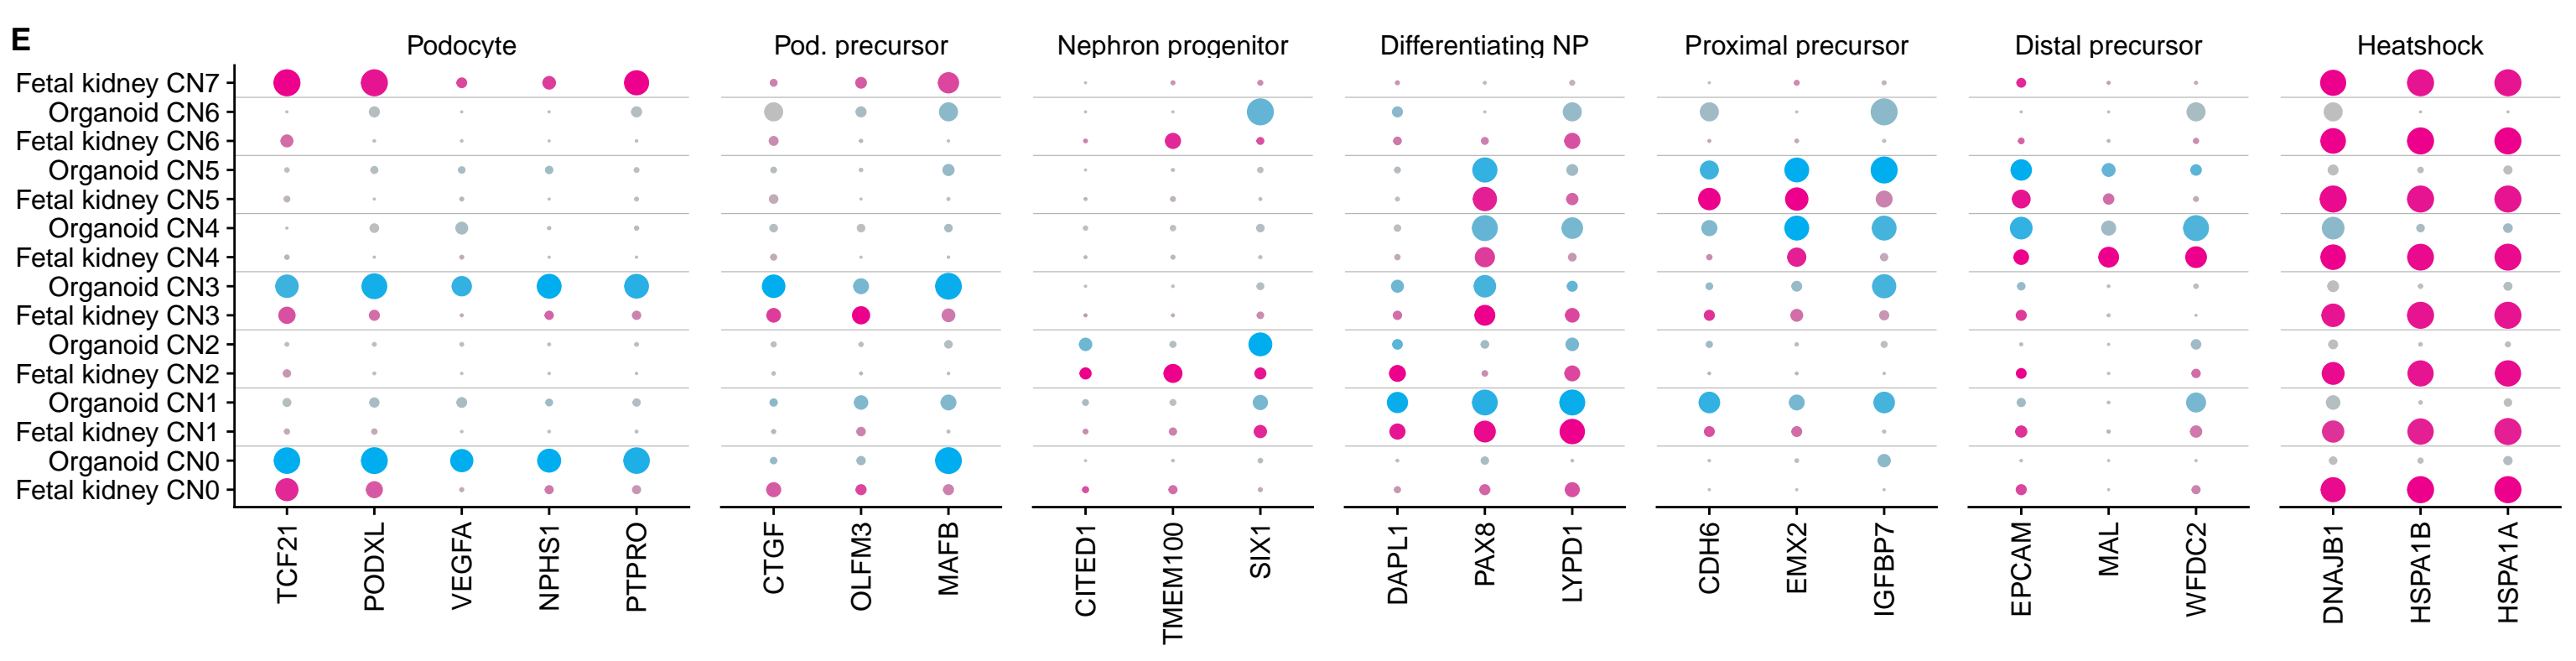 E
Podocyte
Pod. precursor
Nephron progenitor
Differentiating NP
Proximal precursor
Distal precursor
Heatshock
Fetal kidney CN7
Organoid CN6
Fetal kidney CN6
Organoid CN5
Fetal kidney CN5
Organoid CN4
Fetal kidney CN4
Organoid CN3
Fetal kidney CN3
Organoid CN2
Fetal kidney CN2
Organoid CN1
Fetal kidney CN1
Organoid CN0
Fetal kidney CN0
TCF21
PODXL
VEGFA
NPHS1
PTPRO
CTGF
OLFM3
MAFB
CITED1
TMEM100
SIX1
DAPL1
PAX8
LYPD1
CDH6
EMX2
IGFBP7
EPCAM
MAL
WFDC2
DNAJB1
HSPA1B
HSPA1A